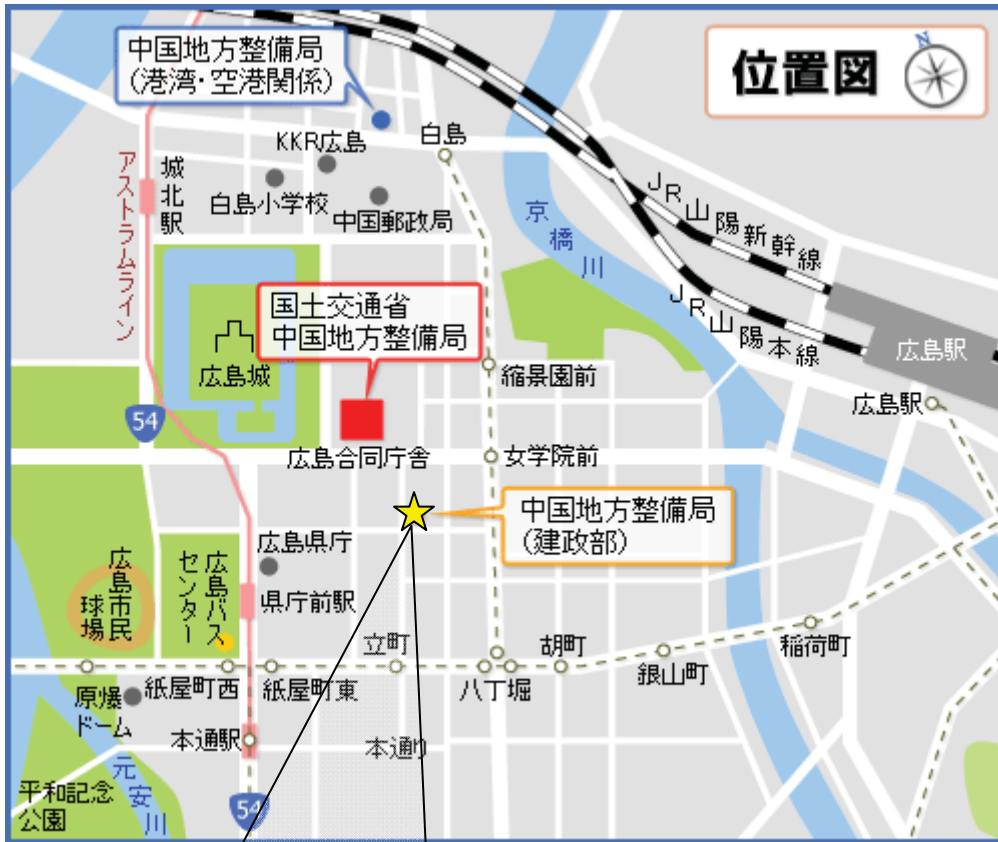 位置図
N
中国地方整備局
(港湾・空港関係)
白島
KKR広島
城北駅
アストラムライン
白島小学校
中国郵政局
京橋川
JR山陽新幹線
JR山陽本線
国土交通省
中国地方整備局
広島城
広島駅
縮景園前
広島駅
54
広島合同庁舎
女学院前
中国地方整備局
(建政部)
広島県庁
広島バス
センター
広島市民
球場
県庁前駅
立町
胡町
稲荷町
銀山町
紙屋町西
紙屋町東
八丁堀
原爆
ドーム
本通駅
本通り
元安川
平和記念
公園
54